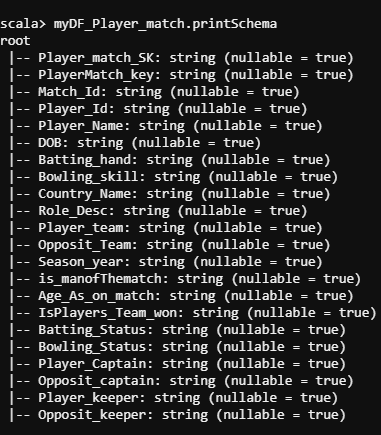 scala> myDF_Player_match.printSchema
root
|-- Player_match_SK: string (nullable = true)
|-- PlayerMatch_key: string (nullable = true)
|-- Match_Id: string (nullable = true)
|-- Player_Id: string (nullable = true)
|-- Player_Name: string (nullable = true)
|-- DOB: string (nullable = true)
|-- Batting_hand: string (nullable = true)
|-- Bowling_skill: string (nullable = true)
|-- Country_Name: string (nullable = true)
|-- Role_Desc: string (nullable = true)
|-- Player_team: string (nullable = true)
|-- Opposit_Team: string (nullable = true)
|-- Season_year: string (nullable = true)
|-- is_manofThematch: string (nullable = true)
|-- Age_As_on_match: string (nullable = true)
|-- IsPlayers_Team_won: string (nullable = true)
|-- Batting_Status: string (nullable = true)
|-- Bowling_Status: string (nullable = true)
|-- Player_Captain: string (nullable = true)
|-- Opposit_captain: string (nullable = true)
|-- Player_keeper: string (nullable = true)
|-- Opposit_keeper: string (nullable = true)